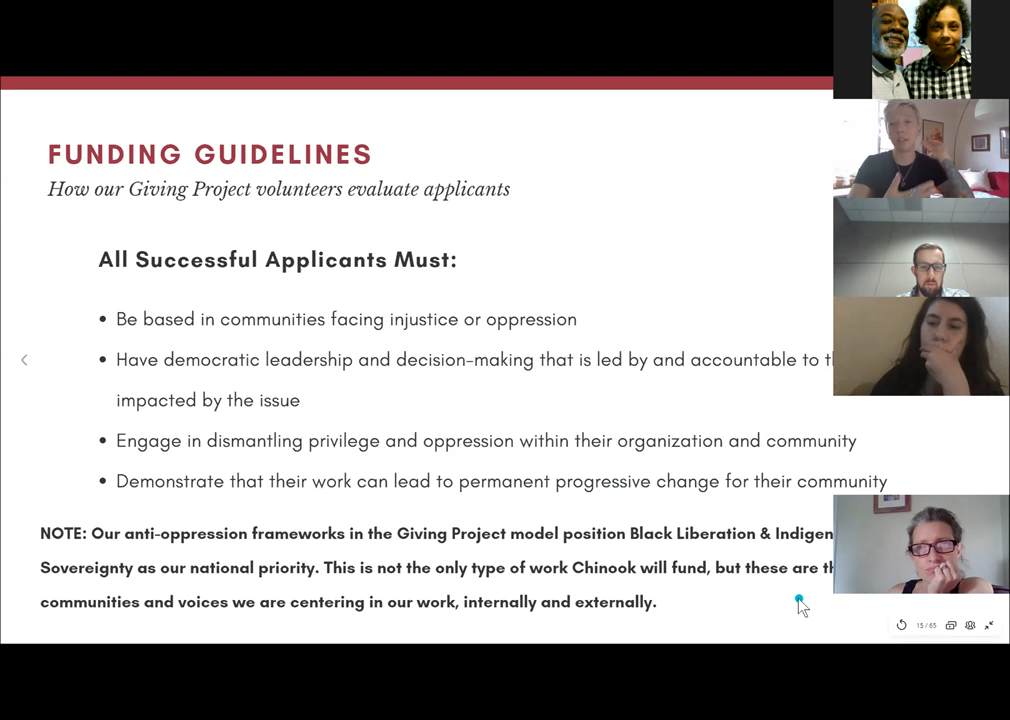 FUNDING GUIDELINES
How our Giving Project volunteers evaluate applicants
All Successful Applicants Must:
• Be based in communities facing injustice or oppression
• Have democratic leadership and decision-making that is led by and accountable to
impacted by the issue
• Engage in dismantling privilege and oppression within their organization and community
• Demonstrate that their work can lead to permanent progressive change for their community
NOTE: Our anti-oppression frameworks in the Giving Project model position Black Liberation & Indigen
Sovereignty as our national priority. This is not the only type of work Chinook will fund, but these are
communities and voices we are centering in our work, internally and externally.
15 / 65